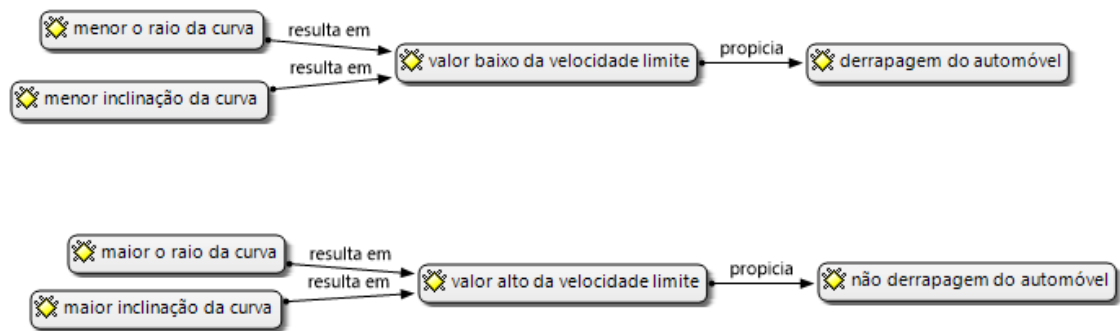 menor o raio da curva
resulta em
menor inclinação da curva
resulta em
valor baixo da velocidade limite
propicia
derrapagem do automóvel
maior o raio da curva
resulta em
maior inclinação da curva
resulta em
valor alto da velocidade limite
propicia
não derrapagem do automóvel